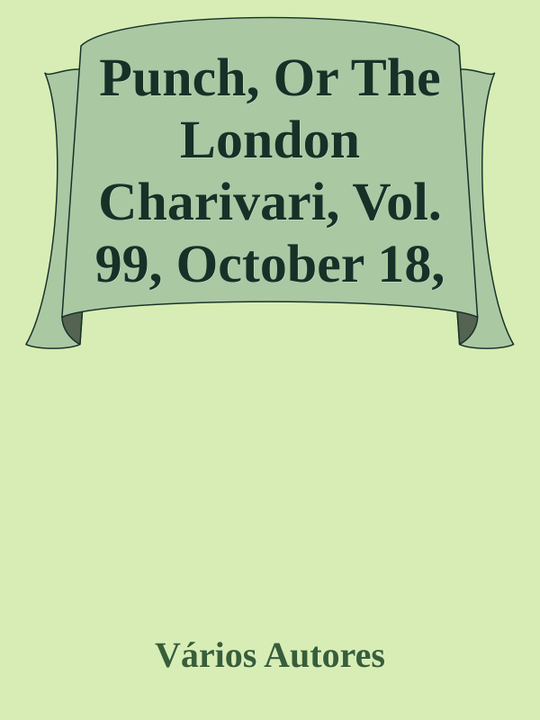 Punch, Or The
London
Charivari, Vol.
99, October 18,
Vários Autores